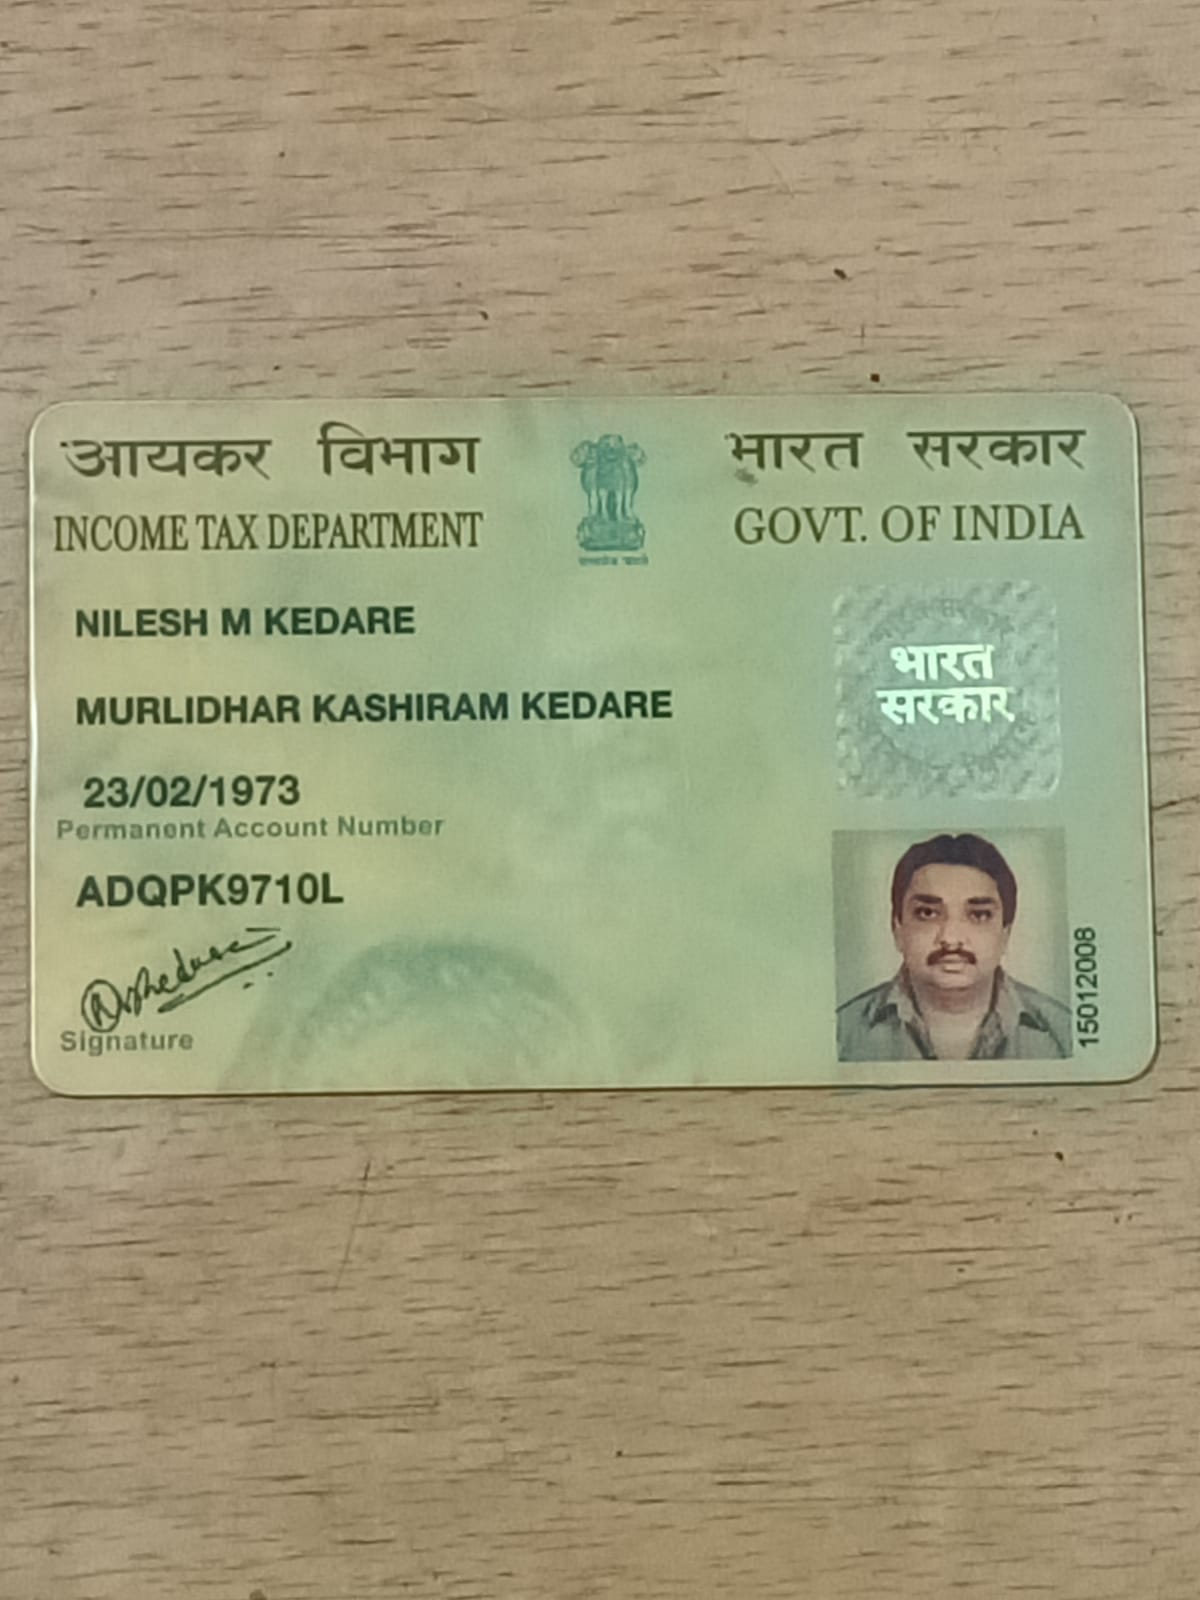 आयकर विभाग
भारत सरकार
INCOME TAX DEPARTMENT
GOVT. OF INDIA
NILESH M KEDARE
भारत
सरकार
MURLIDHAR KASHIRAM KEDARE
23/02/1973
Permanent Account Number
ADQPK9710L
15012008
Signature